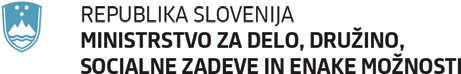 REPUBLIKA SLOVENIJA
MINISTRSTVO ZA DELO, DRUŽINO,
SOCIALNE ZADEVE IN ENAKE MOŽNOSTI